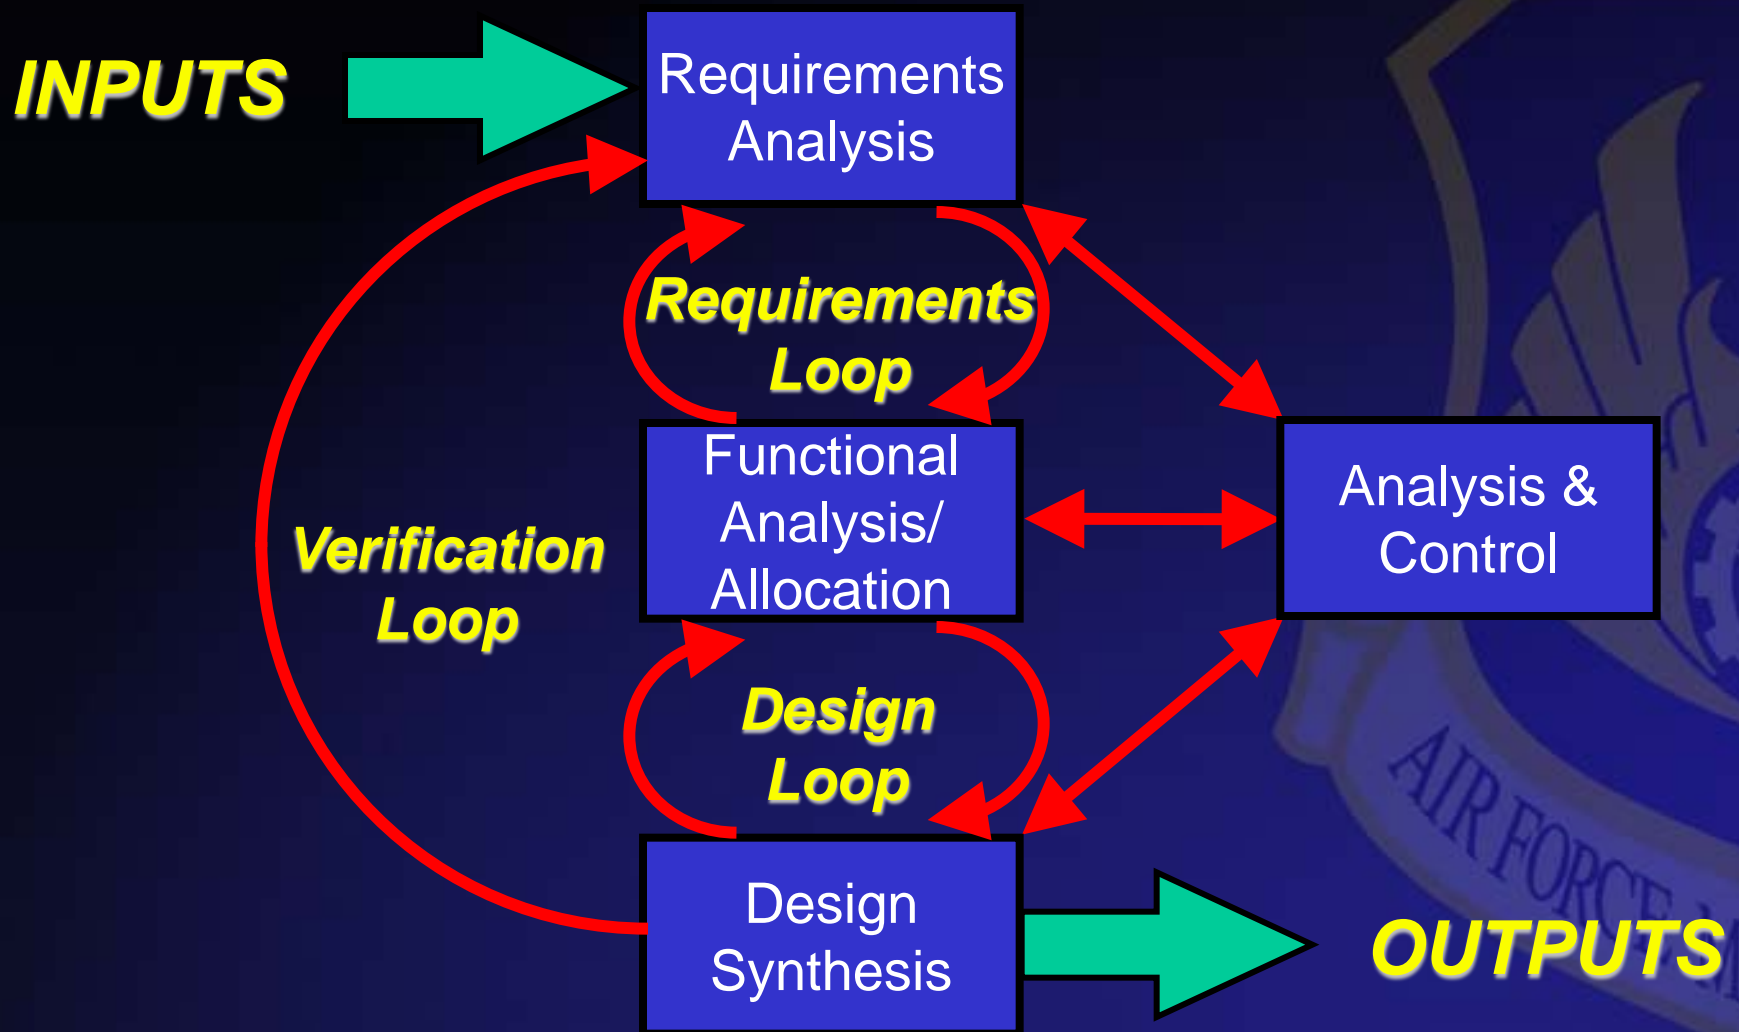 INPUTS
Requirements
Analysis
Requirements
Loop
Functional
Analysis/
Allocation
Analysis &
Control
Verification
Loop
Design
Loop
Design
Synthesis
OUTPUTS
AIR FORCE M